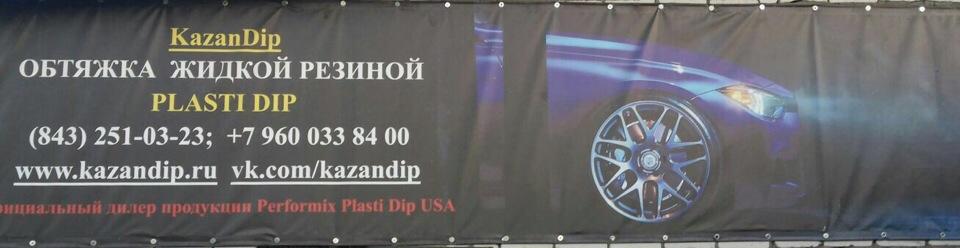 KazanDip
ОБТЯЖКА ЖИДКОЙ РЕЗИНОЙ
PLASTI DIP
(843) 251-03-23; +7 960 033 84 00
www.kazandip.ru vk.com/kazandip
фициальный дилер продукции Performix Plasti Dip USA